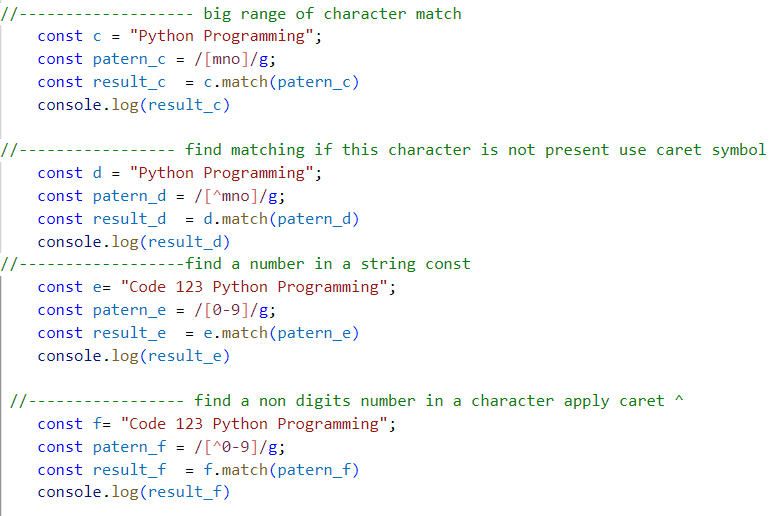 //------------------- big range of character match
const c = "Python Programming";
const patern_c = /[mno]/g;
const result_c  = c.match(patern_c)
console.log(result_c)
//----------------- find matching if this character is not present use caret symbol
const d = "Python Programming";
const patern_d = /[^mno]/g;
const result_d  = d.match(patern_d)
console.log(result_d)
//------------------find a number in a string const
const e= "Code 123 Python Programming";
const patern_e = /[0-9]/g;
const result_e  = e.match(patern_e)
console.log(result_e)
//----------------- find a non digits number in a character apply caret ^
const f= "Code 123 Python Programming";
const patern_f = /[^0-9]/g;
const result_f  = f.match(patern_f)
console.log(result_f)